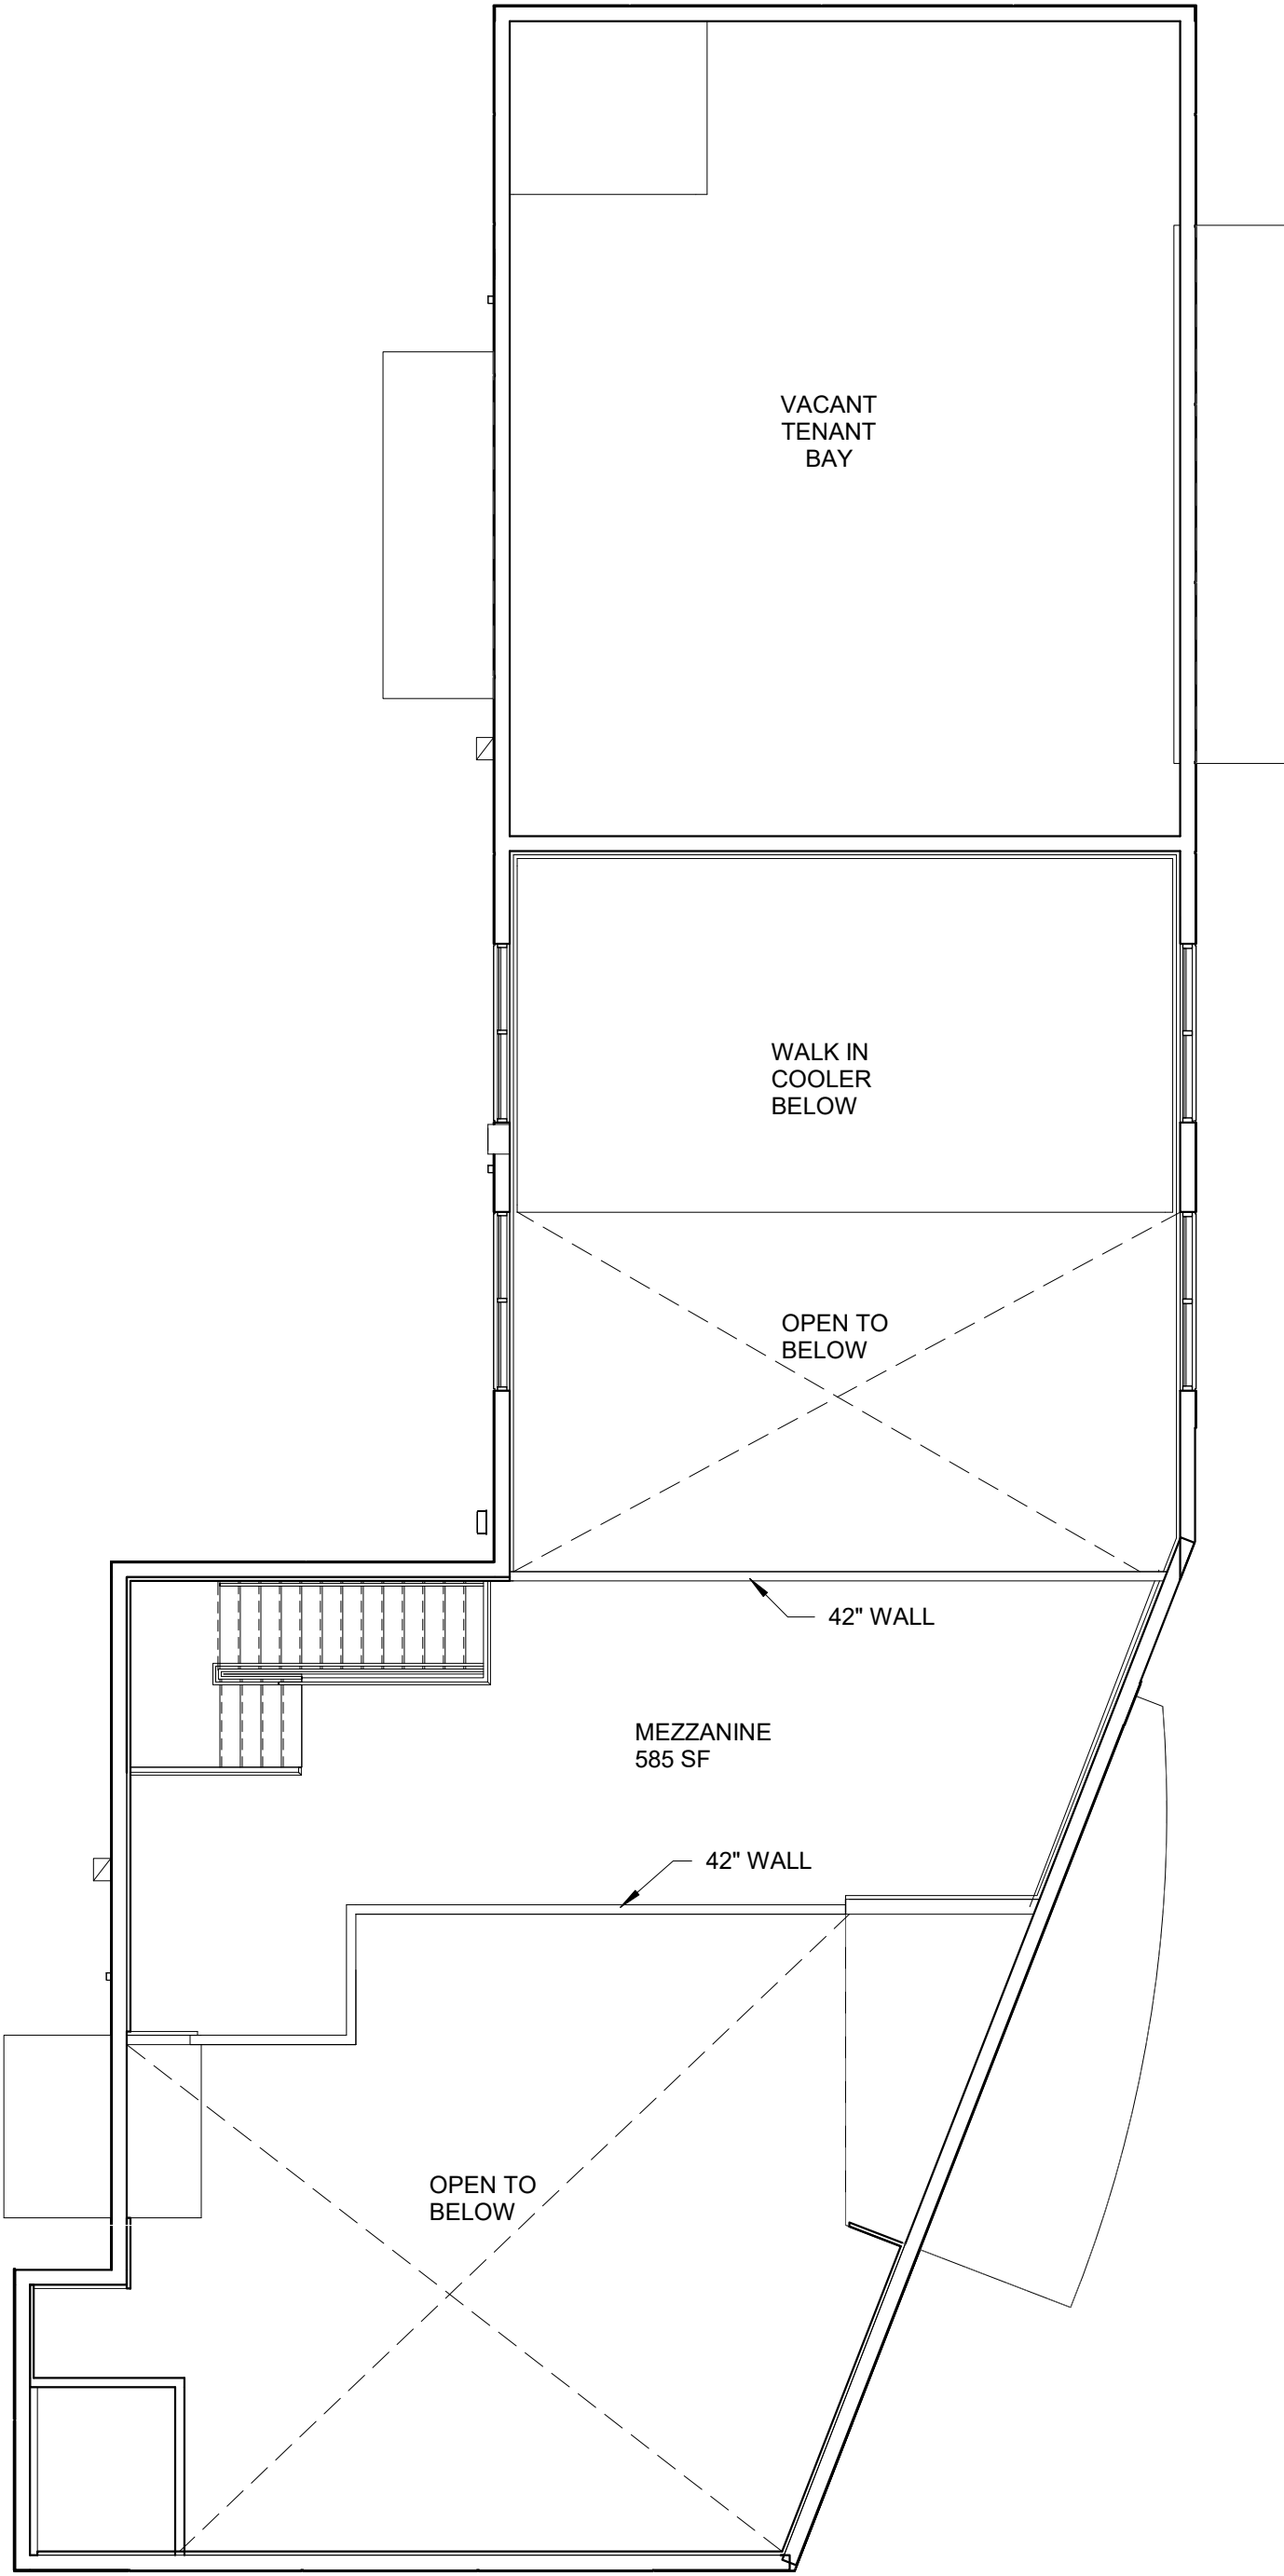 VACANT
TENANT
BAY
WALK IN
COOLER
BELOW
OPEN TO
BELOW
42" WALL
MEZZANINE
585 SF
42" WALL
OPEN TO
BELOW